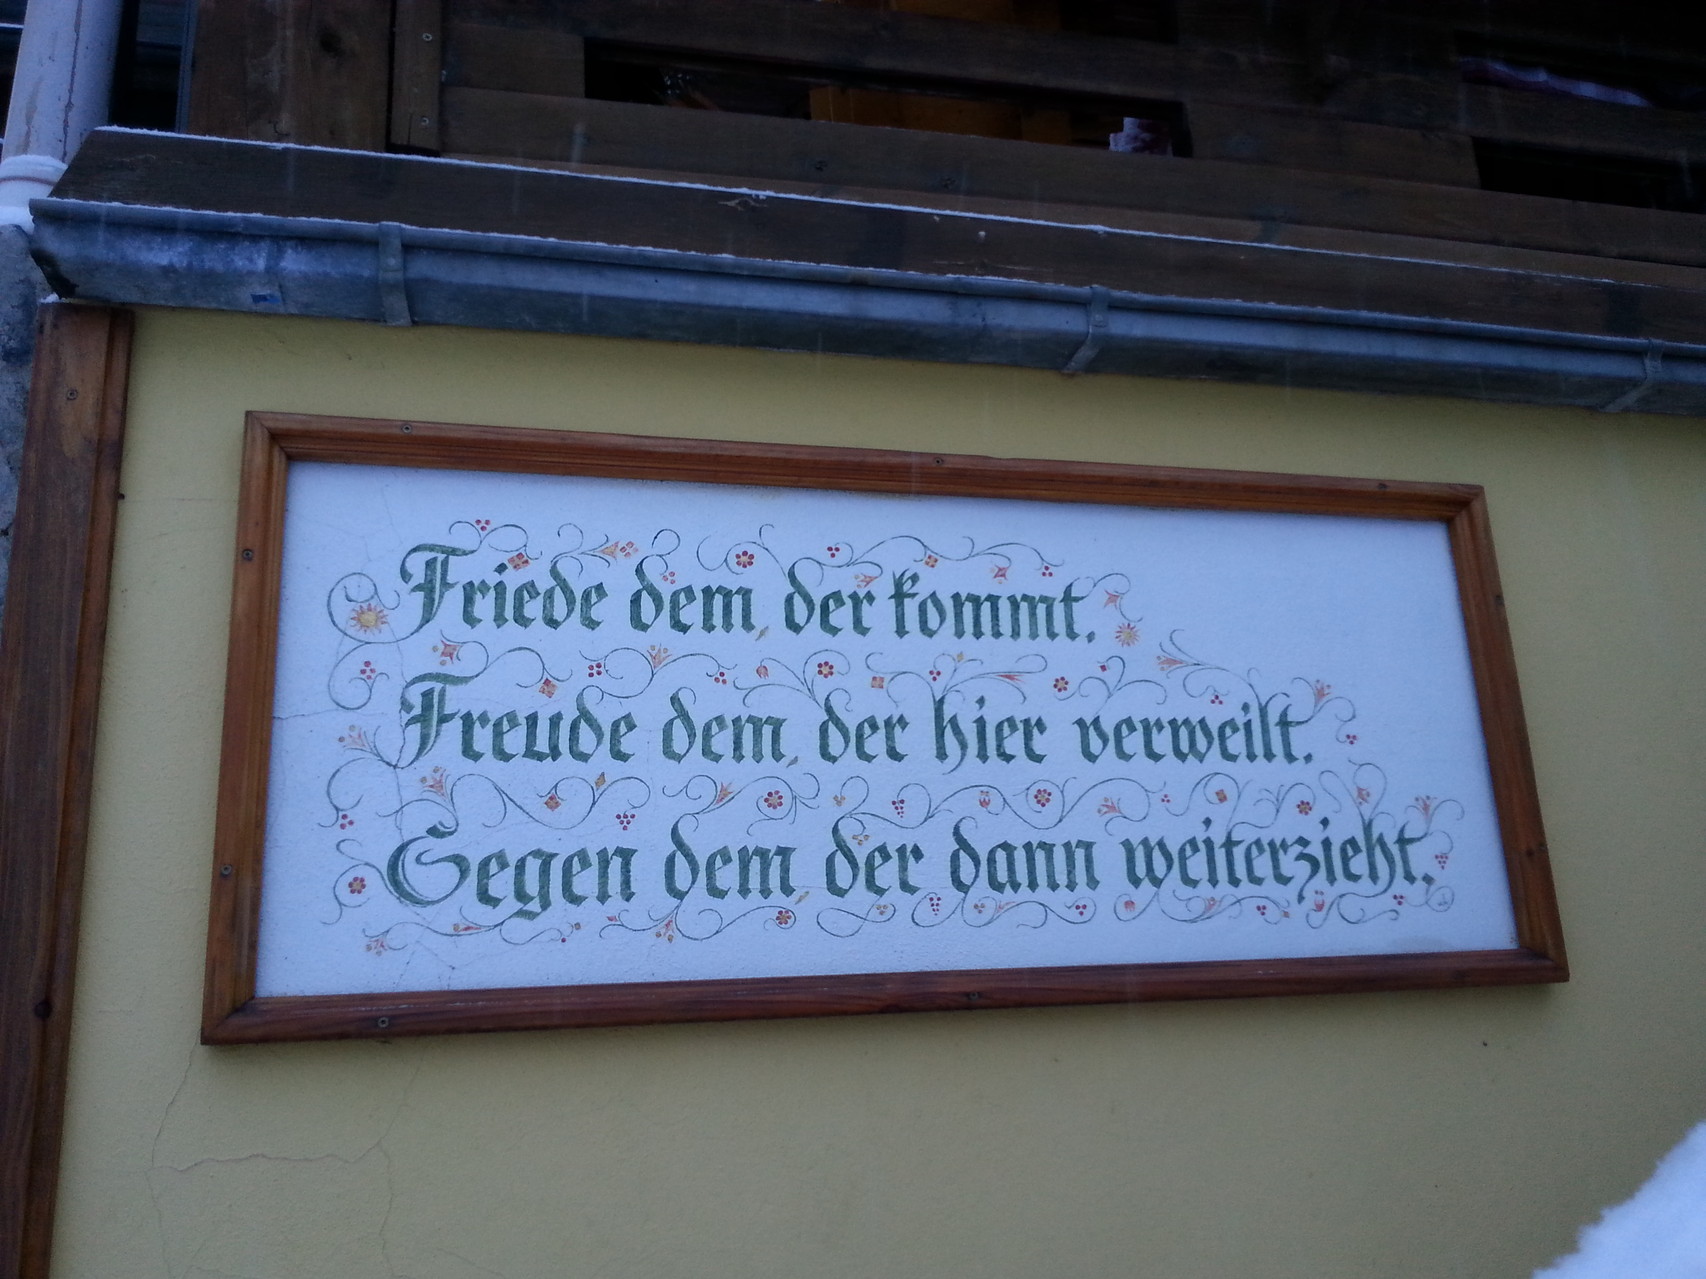 Friede dem, der kommt.
Freude dem, der hier verweilt.
Segen dem, der dann weiterzieht.